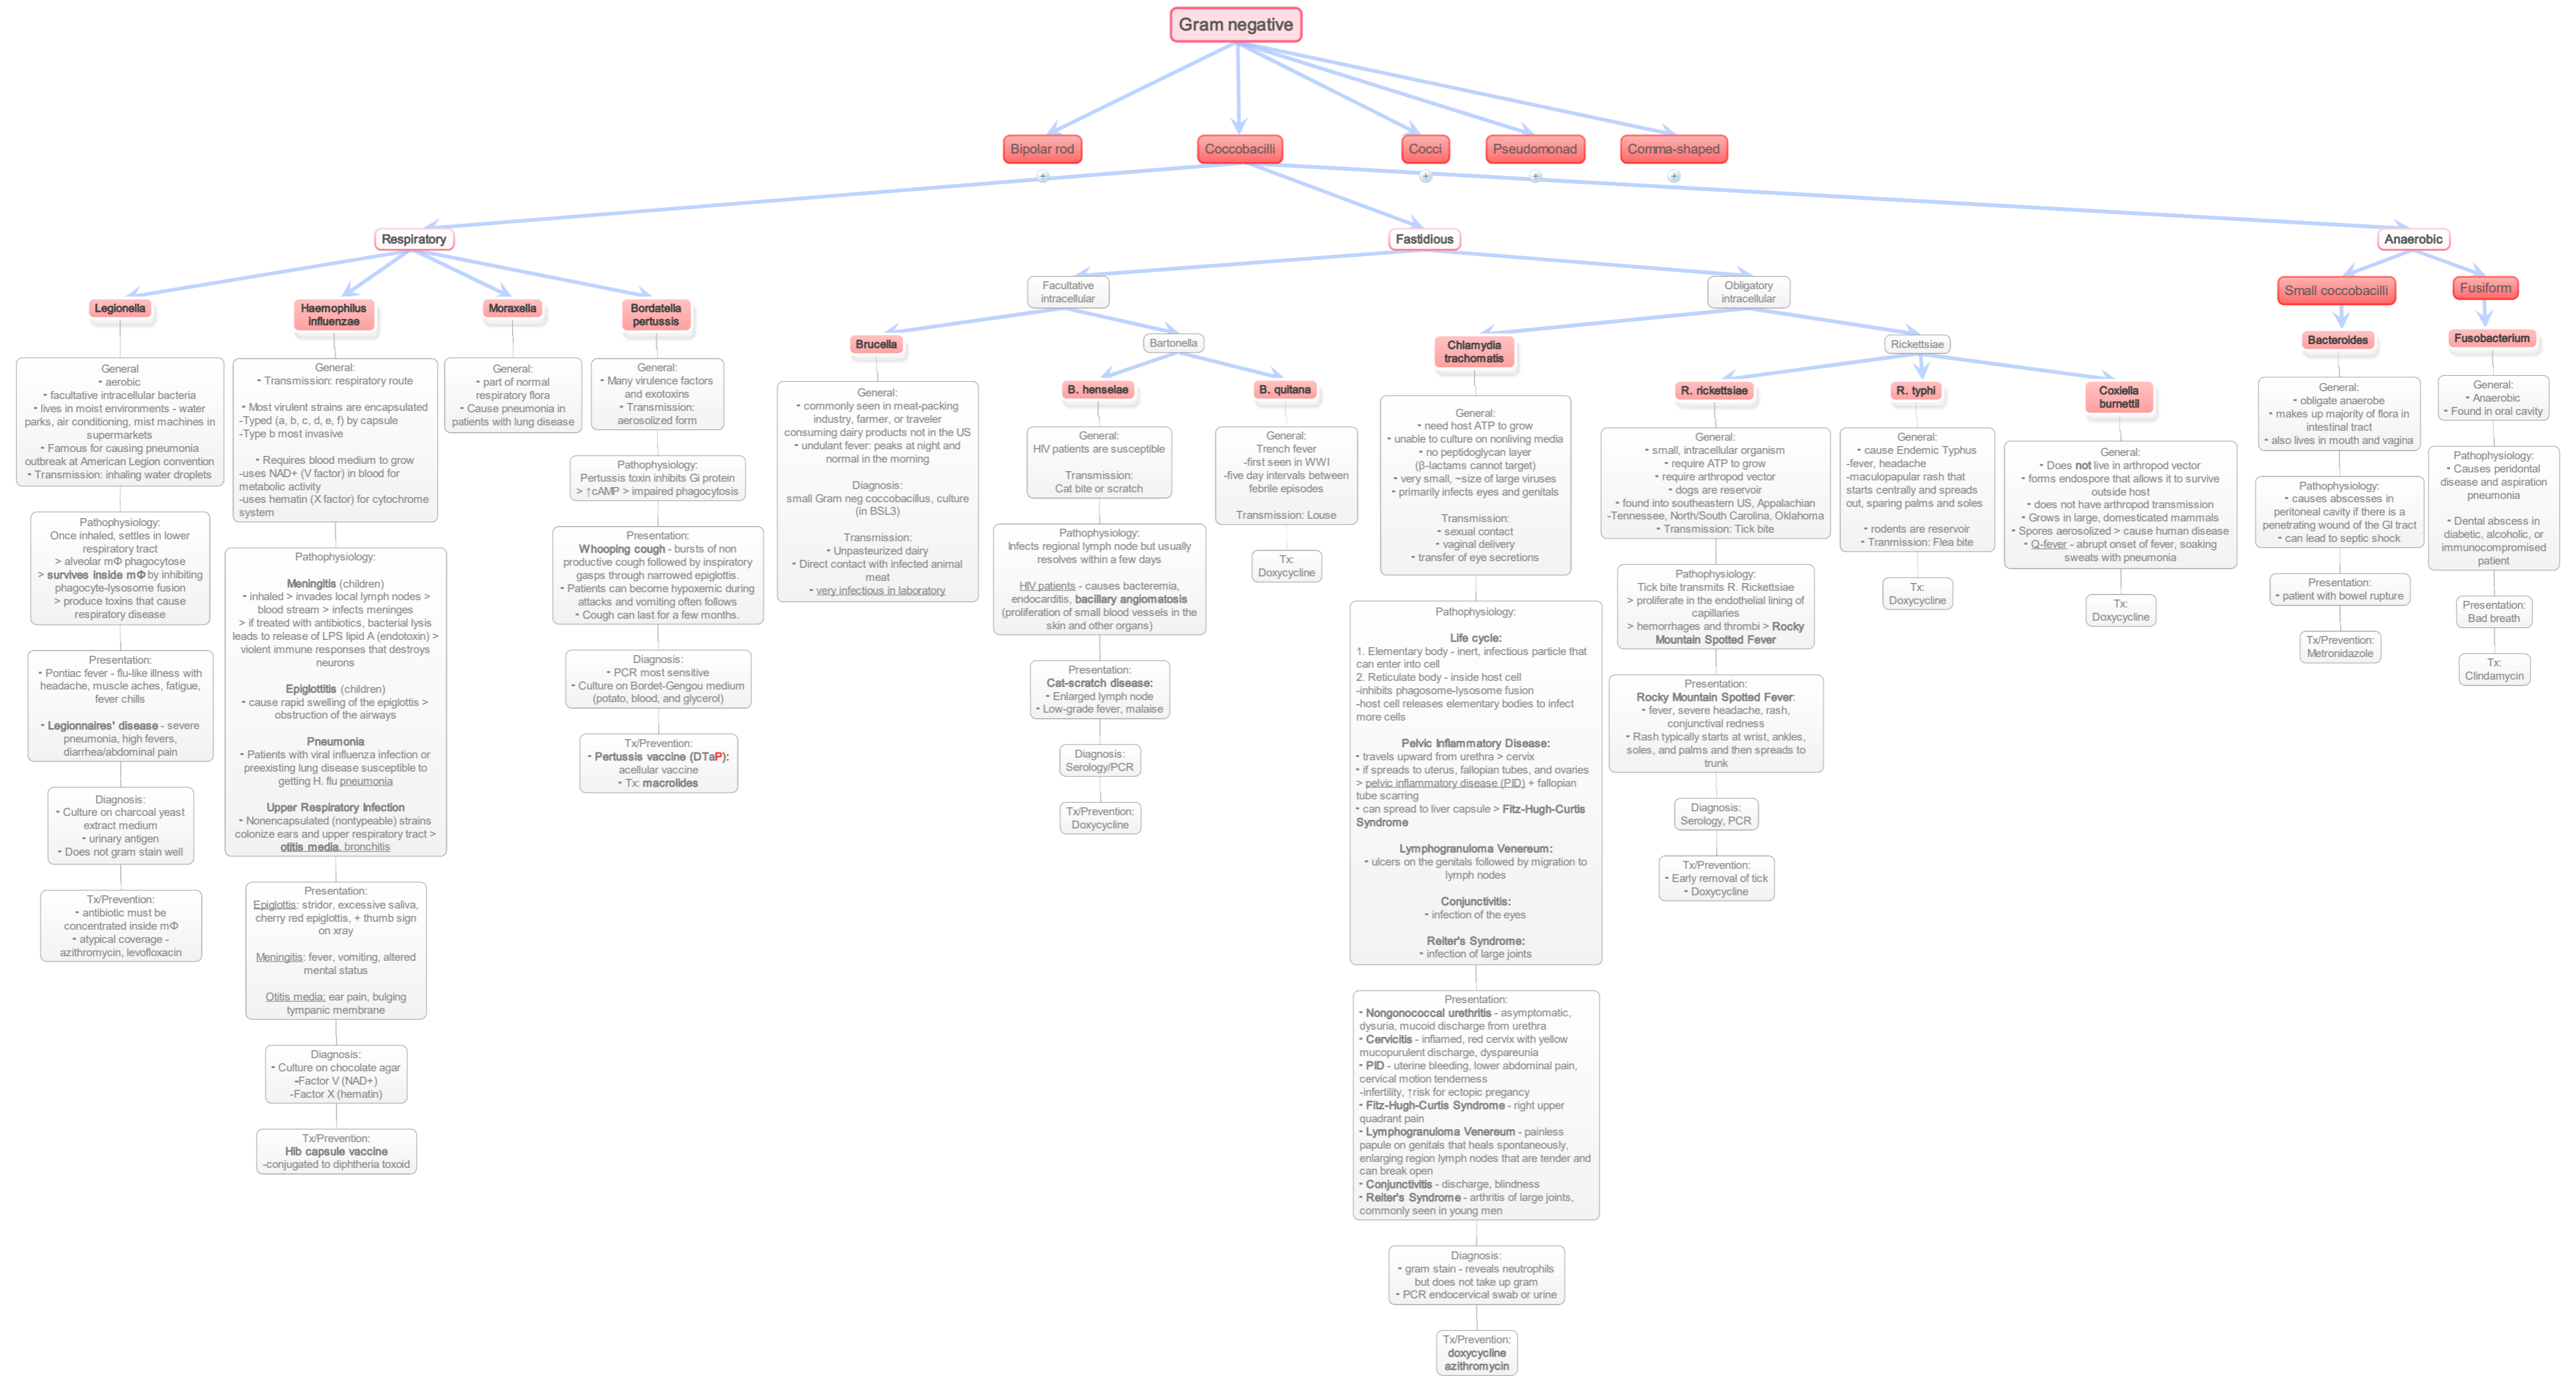 Gram negative
Bipolar rod
Coccobacilli
Cocci
Pseudomonad
Comma-shaped
Respiratory
Fastidious
Anaerobic
Legionella
Haemophilus
influenzae
Moraxella
Bordatella
pertussis
Facultative
intracellular
Obligatory
intracellular
Small coccobacilli
Fusiform
Brucella
Bartonella
Chlamydia
trachomatis
Rickettsiae
Bacteroides
Fusobacterium
B. henselae
B. quitana
R. rickettsiae
R. typhi
Coxiella
burnettil
General
- aerobic
- facultative intracellular bacteria
- lives in moist environments - water
parks, air conditioning, mist machines in
supermarkets
- Famous for causing pneumonia
outbreak at American Legion convention
- Transmission: inhaling water droplets
Pathophysiology:
Once inhaled, settles in lower
respiratory tract
> alveolar mΦ phagocytose
> survives inside mΦ by inhibiting
phagocyte-lysosome fusion
> produce toxins that cause
respiratory disease
Presentation:
- Pontiac fever - flu-like illness with
headache, muscle aches, fatigue,
fever chills
- Legionnaires' disease - severe
pneumonia, high fevers,
diarrhea/abdominal pain
Diagnosis:
- Culture on charcoal yeast
extract medium
- urinary antigen
- Does not gram stain well
Tx/Prevention:
- antibiotic must be
concentrated inside mΦ
- atypical coverage -
azithromycin, levofloxacin
General:
- Transmission: respiratory route
- Most virulent strains are encapsulated
-Typed (a, b, c, d, e, f) by capsule
-Type b most invasive
- Requires blood medium to grow
-uses NAD+ (V factor) in blood for
metabolic activity
-uses hematin (X factor) for cytochrome
system
Pathophysiology:
Meningitis (children)
- inhaled > invades local lymph nodes >
blood stream > infects meninges
> if treated with antibiotics, bacterial lysis
leads to release of LPS lipid A (endotoxin) >
violent immune responses that destroys
neurons
Epiglottitis (children)
- cause rapid swelling of the epiglottis >
obstruction of the airways
Pneumonia
- Patients with viral influenza infection or
preexisting lung disease susceptible to
getting H. flu pneumonia
Upper Respiratory Infection
- Nonencapsulated (nontypeable) strains
colonize ears and upper respiratory tract >
otitis media, bronchitis
Presentation:
Epiglottis: stridor, excessive saliva,
cherry red epiglottis, + thumb sign
on xray
Meningitis: fever, vomiting, altered
mental status
Otitis media: ear pain, bulging
tympanic membrane
Diagnosis:
- Culture on chocolate agar
-Factor V (NAD+)
-Factor X (hematin)
Tx/Prevention:
Hib capsule vaccine
-conjugated to diphtheria toxoid
General:
- part of normal
respiratory flora
- Cause pneumonia in
patients with lung disease
General:
- Many virulence factors
and exotoxins
- Transmission:
aerosolized form
Pathophysiology:
Pertussis toxin inhibits Gi protein
> ↑cAMP > impaired phagocytosis
Presentation:
Whooping cough - bursts of non
productive cough followed by inspiratory
gasps through narrowed epiglottis.
- Patients can become hypoxemic during
attacks and vomiting often follows
- Cough can last for a few months.
Diagnosis:
- PCR most sensitive
- Culture on Bordet-Gengou medium
(potato, blood, and glycerol)
Tx/Prevention:
- Pertussis vaccine (DTaP):
acellular vaccine
- Tx: macrolides
General:
- commonly seen in meat-packing
industry, farmer, or traveler
consuming dairy products not in the US
- undulant fever: peaks at night and
normal in the morning
Diagnosis:
small Gram neg coccobacillus, culture
(in BSL3)
Transmission:
- Unpasteurized dairy
- Direct contact with infected animal
meat
- very infectious in laboratory
General:
HIV patients are susceptible
Transmission:
Cat bite or scratch
Pathophysiology:
Infects regional lymph node but usually
resolves within a few days
HIV patients - causes bacteremia,
endocarditis, bacillary angiomatosis
(proliferation of small blood vessels in the
skin and other organs)
Presentation:
Cat-scratch disease:
- Enlarged lymph node
- Low-grade fever, malaise
Diagnosis:
Serology/PCR
Tx/Prevention:
Doxycycline
General:
Trench fever
-first seen in WWI
-five day intervals between
febrile episodes
Transmission: Louse
Tx:
Doxycycline
General:
- need host ATP to grow
- unable to culture on nonliving media
- no peptidoglycan layer
(β-lactams cannot target)
- very small, ~size of large viruses
- primarily infects eyes and genitals
Transmission:
- sexual contact
- vaginal delivery
- transfer of eye secretions
Pathophysiology:
Life cycle:
1. Elementary body - inert, infectious particle that
can enter into cell
2. Reticulate body - inside host cell
-inhibits phagosome-lysosome fusion
-host cell releases elementary bodies to infect
more cells
Pelvic Inflammatory Disease:
- travels upward from urethra > cervix
- if spreads to uterus, fallopian tubes, and ovaries
> pelvic inflammatory disease (PID) + fallopian
tube scarring
- can spread to liver capsule > Fitz-Hugh-Curtis
Syndrome
Lymphogranuloma Venereum:
- ulcers on the genitals followed by migration to
lymph nodes
Conjunctivitis:
- infection of the eyes
Reiter's Syndrome:
- infection of large joints
Presentation:
- Nongonococcal urethritis - asymptomatic,
dysuria, mucoid discharge from urethra
- Cervicitis - inflamed, red cervix with yellow
mucopurulent discharge, dyspareunia
- PID - uterine bleeding, lower abdominal pain,
cervical motion tenderness
-infertility, ↑risk for ectopic pregancy
- Fitz-Hugh-Curtis Syndrome - right upper
quadrant pain
- Lymphogranuloma Venereum - painless
papule on genitals that heals spontaneously,
enlarging region lymph nodes that are tender and
can break open
- Conjunctivitis - discharge, blindness
- Reiter's Syndrome - arthritis of large joints,
commonly seen in young men
Diagnosis:
- gram stain - reveals neutrophils
but does not take up gram
- PCR endocervical swab or urine
Tx/Prevention:
doxycycline
azithromycin
General:
- small, intracellular organism
- require ATP to grow
- require arthropod vector
- dogs are reservoir
- found into southeastern US, Appalachian
-Tennessee, North/South Carolina, Oklahoma
- Transmission: Tick bite
Pathophysiology:
Tick bite transmits R. Rickettsiae
> proliferate in the endothelial lining of
capillaries
> hemorrhages and thrombi > Rocky
Mountain Spotted Fever
Presentation:
Rocky Mountain Spotted Fever:
- fever, severe headache, rash,
conjunctival redness
- Rash typically starts at wrist, ankles,
soles, and palms and then spreads to
trunk
Diagnosis:
Serology, PCR
Tx/Prevention:
- Early removal of tick
- Doxycycline
General:
- cause Endemic Typhus
-fever, headache
-maculopapular rash that
starts centrally and spreads
out, sparing palms and soles
- rodents are reservoir
- Tranmission: Flea bite
Tx:
Doxycycline
General:
- Does not live in arthropod vector
- forms endospore that allows it to survive
outside host
- does not have arthropod transmission
- Grows in large, domesticated mammals
- Spores aerosolized > cause human disease
- Q-fever - abrupt onset of fever, soaking
sweats with pneumonia
Tx:
Doxycycline
General:
- obligate anaerobe
- makes up majority of flora in
intestinal tract
- also lives in mouth and vagina
Pathophysiology:
- causes abscesses in
peritoneal cavity if there is a
penetrating wound of the GI tract
- can lead to septic shock
Presentation:
- patient with bowel rupture
Tx/Prevention:
Metronidazole
General:
- Anaerobic
- Found in oral cavity
Pathophysiology:
- Causes peridontal
disease and aspiration
pneumonia
- Dental abscess in
diabetic, alcoholic, or
immunocompromised
patient
Presentation:
Bad breath
Tx:
Clindamycin